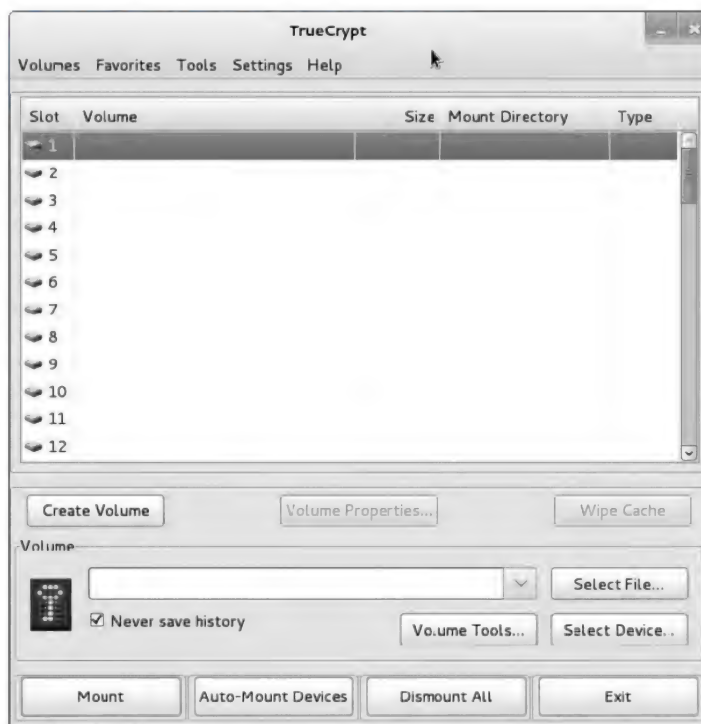 TrueCrypt
Volumes Favorites Tools Settings Help
Slot Volume Size Mount Directory Type
1
2
3
4
5
6
7
8
9
10
11
12
Create Volume Volume Properties... Wipe Cache
Volume
Select File...
Never save history
Volume Tools... Select Device...
Mount Auto-Mount Devices Dismount All Exit